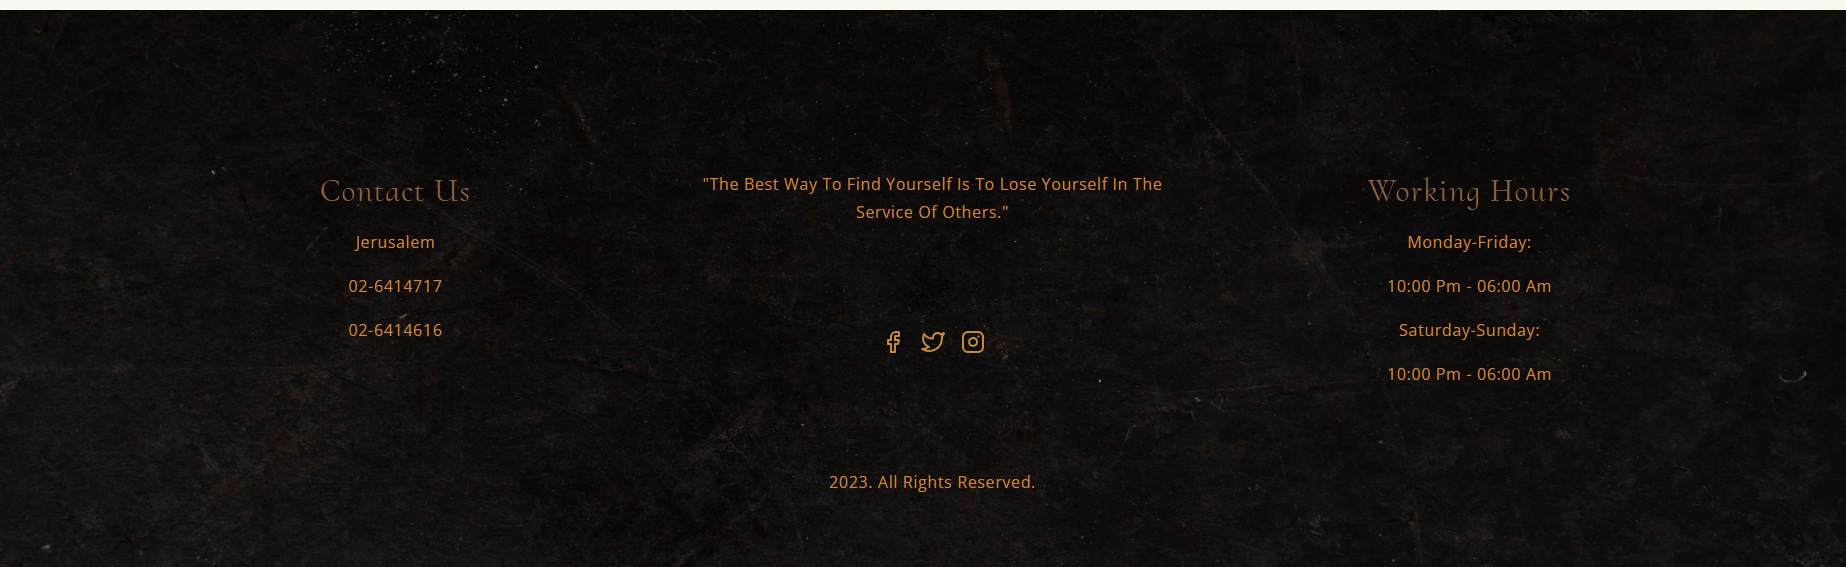 Contact Us
Jerusalem
02-6414717
02-6414616
"The Best Way To Find Yourself Is To Lose Yourself In The
Service Of Others."
Working Hours
Monday-Friday:
10:00 Pm - 06:00 Am
Saturday-Sunday:
10:00 Pm - 06:00 Am
2023. All Rights Reserved.